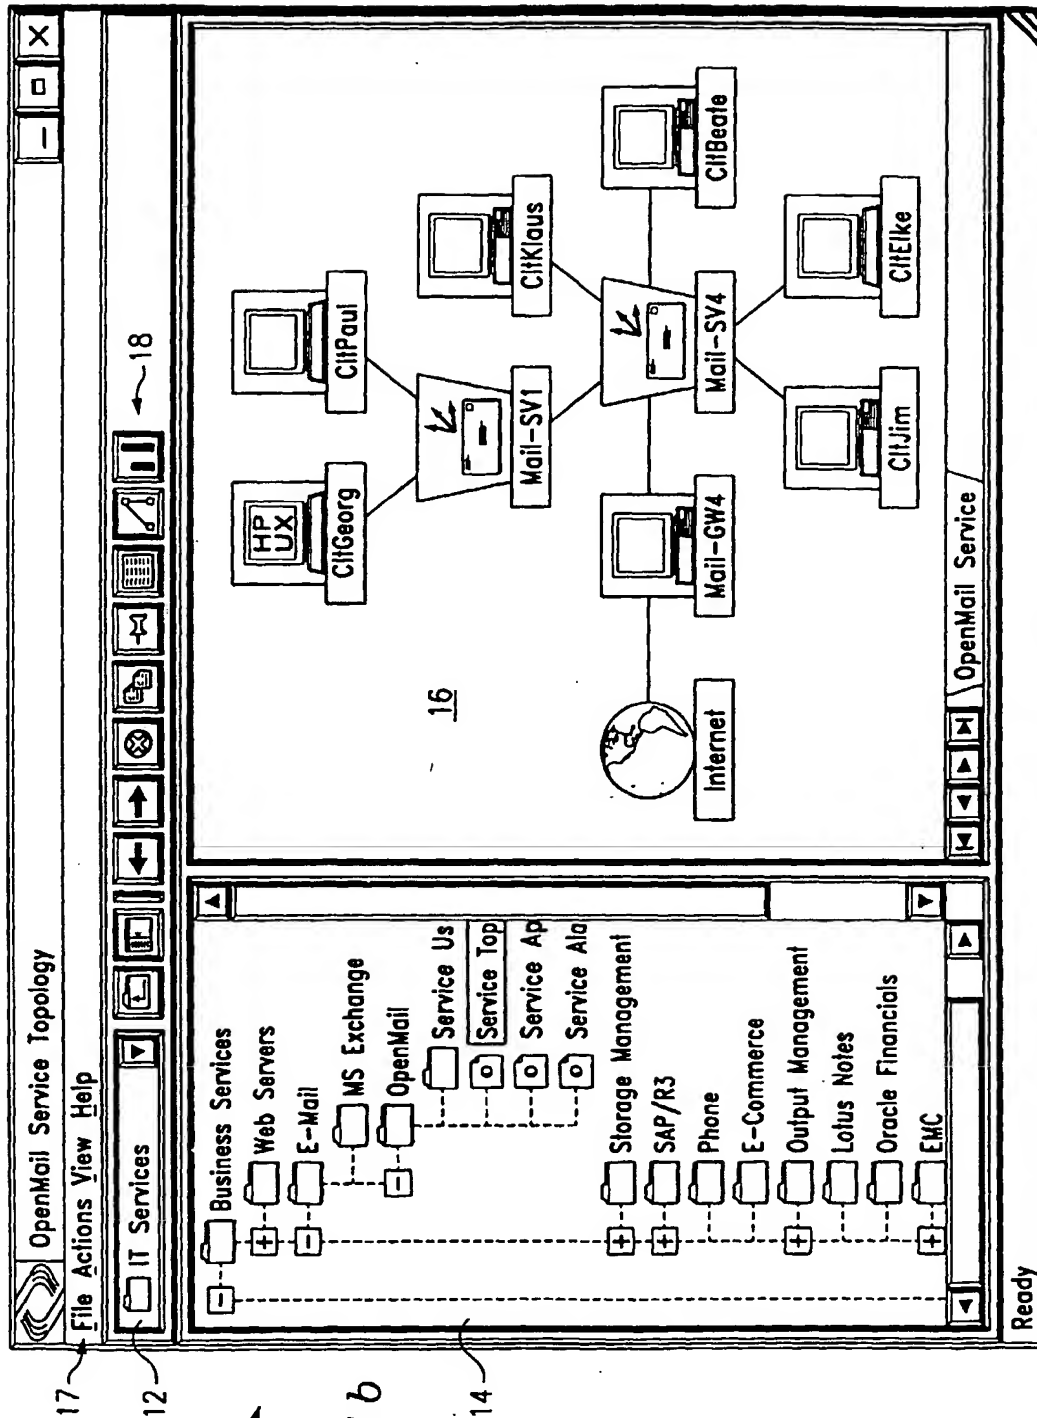 OpenMail Service Topology
File Actions View Help
17
IT Services
12
18
Business Services
Web Servers
E-Mail
MS Exchange
OpenMail
Service Us
Service Top
Service Ap
Service Ala
Storage Management
SAP/R3
Phone
E-Commerce
Output Management
Lotus Notes
Oracle Financials
EMC
14
16
HP
UX
CltGeorg
CltPaul
Mail-SV1
CltKlaus
Internet
Mail-GW4
Mail-SV4
CltBeate
CltJim
CltElke
OpenMail Service
Ready